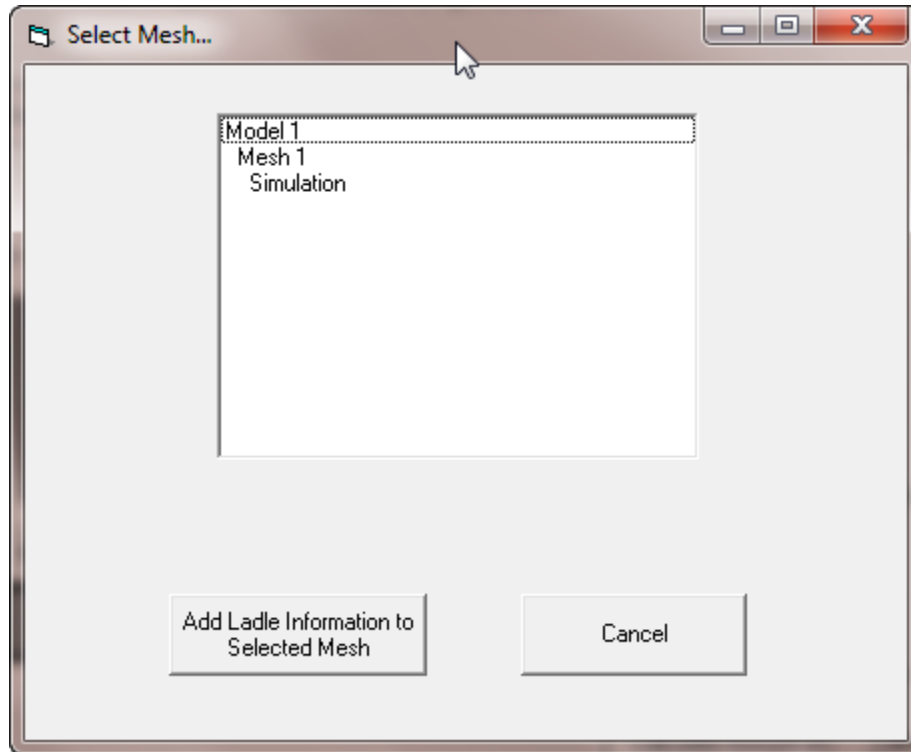 Select Mesh...
Model 1
Mesh 1
Simulation
Add Ladle Information to
Selected Mesh
Cancel